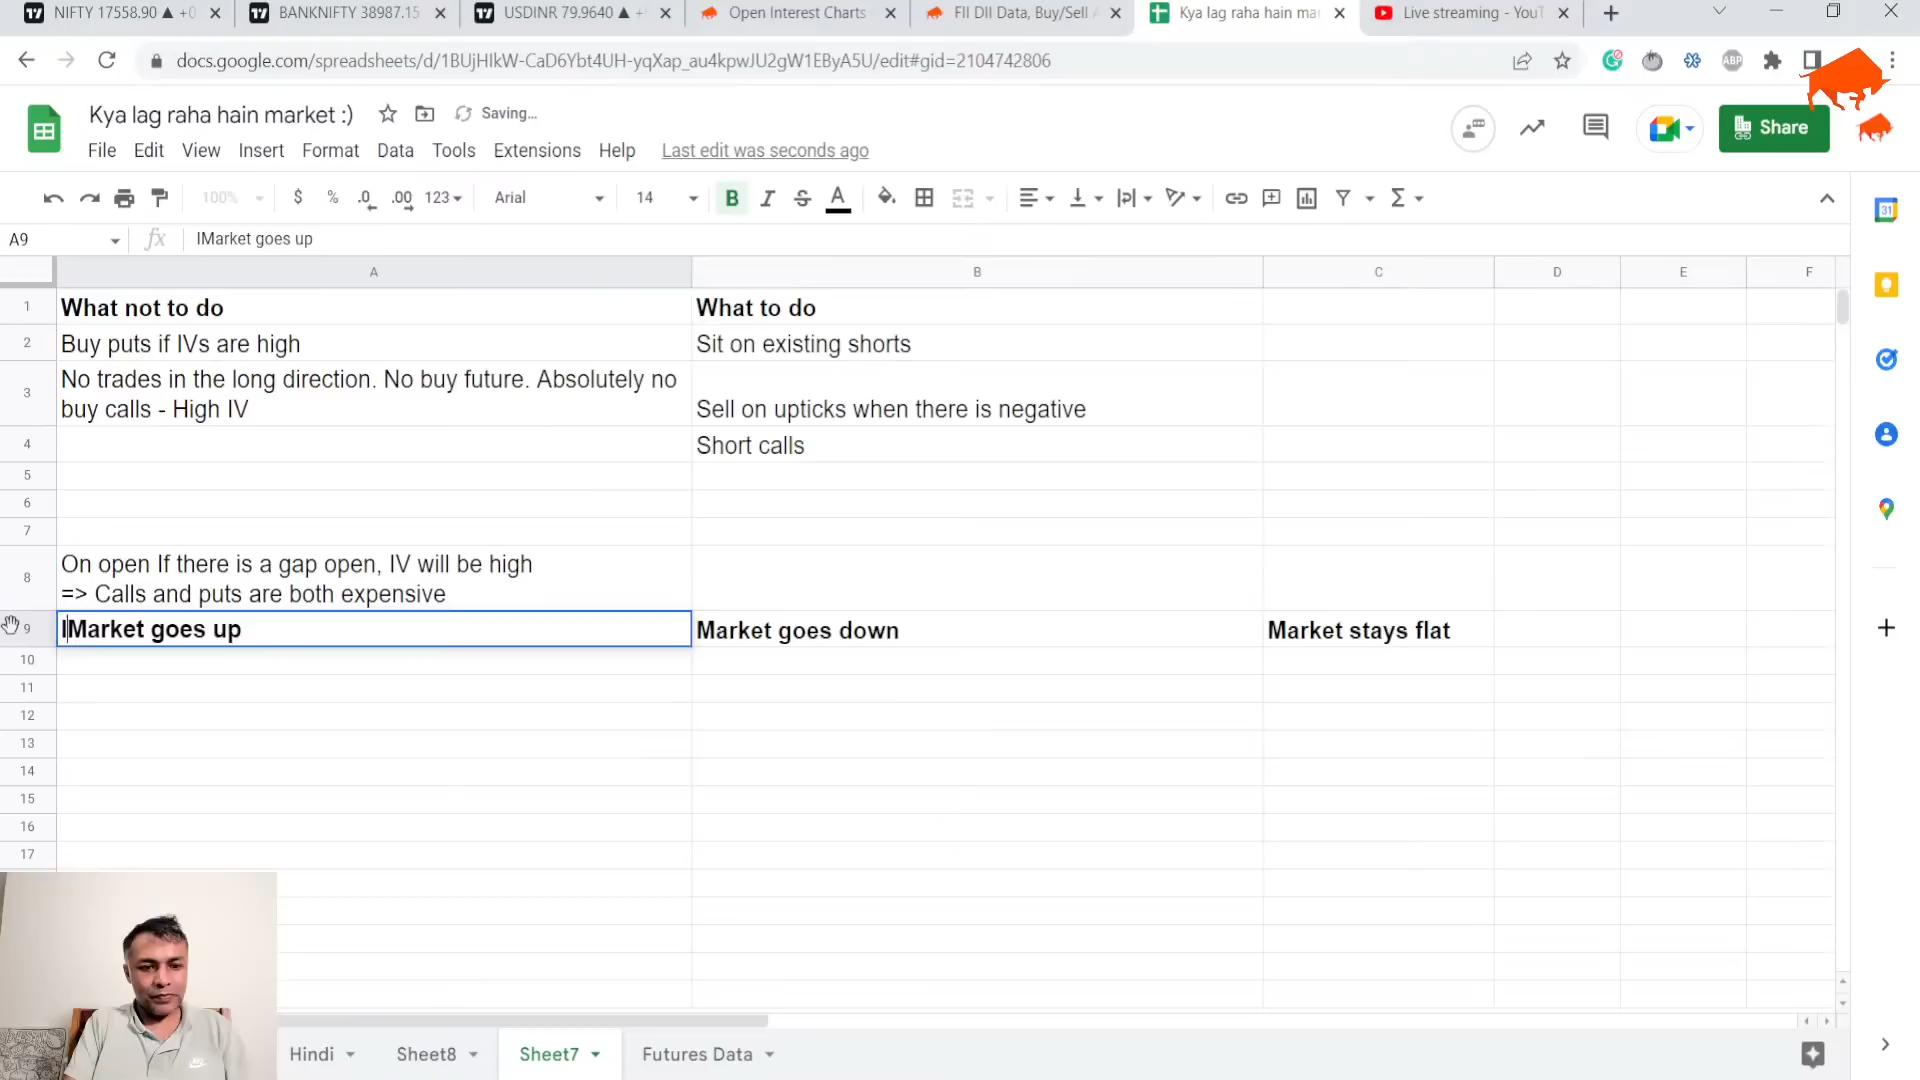 NIFTY 17558.90 ▲ +0
BANKNIFTY 38987.15
USDINR 79.9640 ▲ +
Open Interest Charts
FII DII Data, Buy/Sell
Kya lag raha hain mar
Live streaming - YouT
docs.google.com/spreadsheets/d/1BUjHIkW-CaD6Ybt4UH-yqXap_au4kpwJU2gW1EByA5U/edit#gid=2104742806
ABP
Kya lag raha hain market :)
Saving...
Share
File Edit View Insert Format Data Tools Extensions Help Last edit was seconds ago
100% $ % .0 .00 123 Arial 14 B I S A
31
A9 fx IMarket goes up
A B C D E F
1 What not to do What to do
2 Buy puts if IVs are high Sit on existing shorts
No trades in the long direction. No buy future. Absolutely no
3 buy calls - High IV Sell on upticks when there is negative
4 Short calls
5
6
7
On open If there is a gap open, IV will be high
8 => Calls and puts are both expensive
9 IMarket goes up Market goes down Market stays flat
10
11
12
13
14
15
16
17
Hindi Sheet8 Sheet7 Futures Data